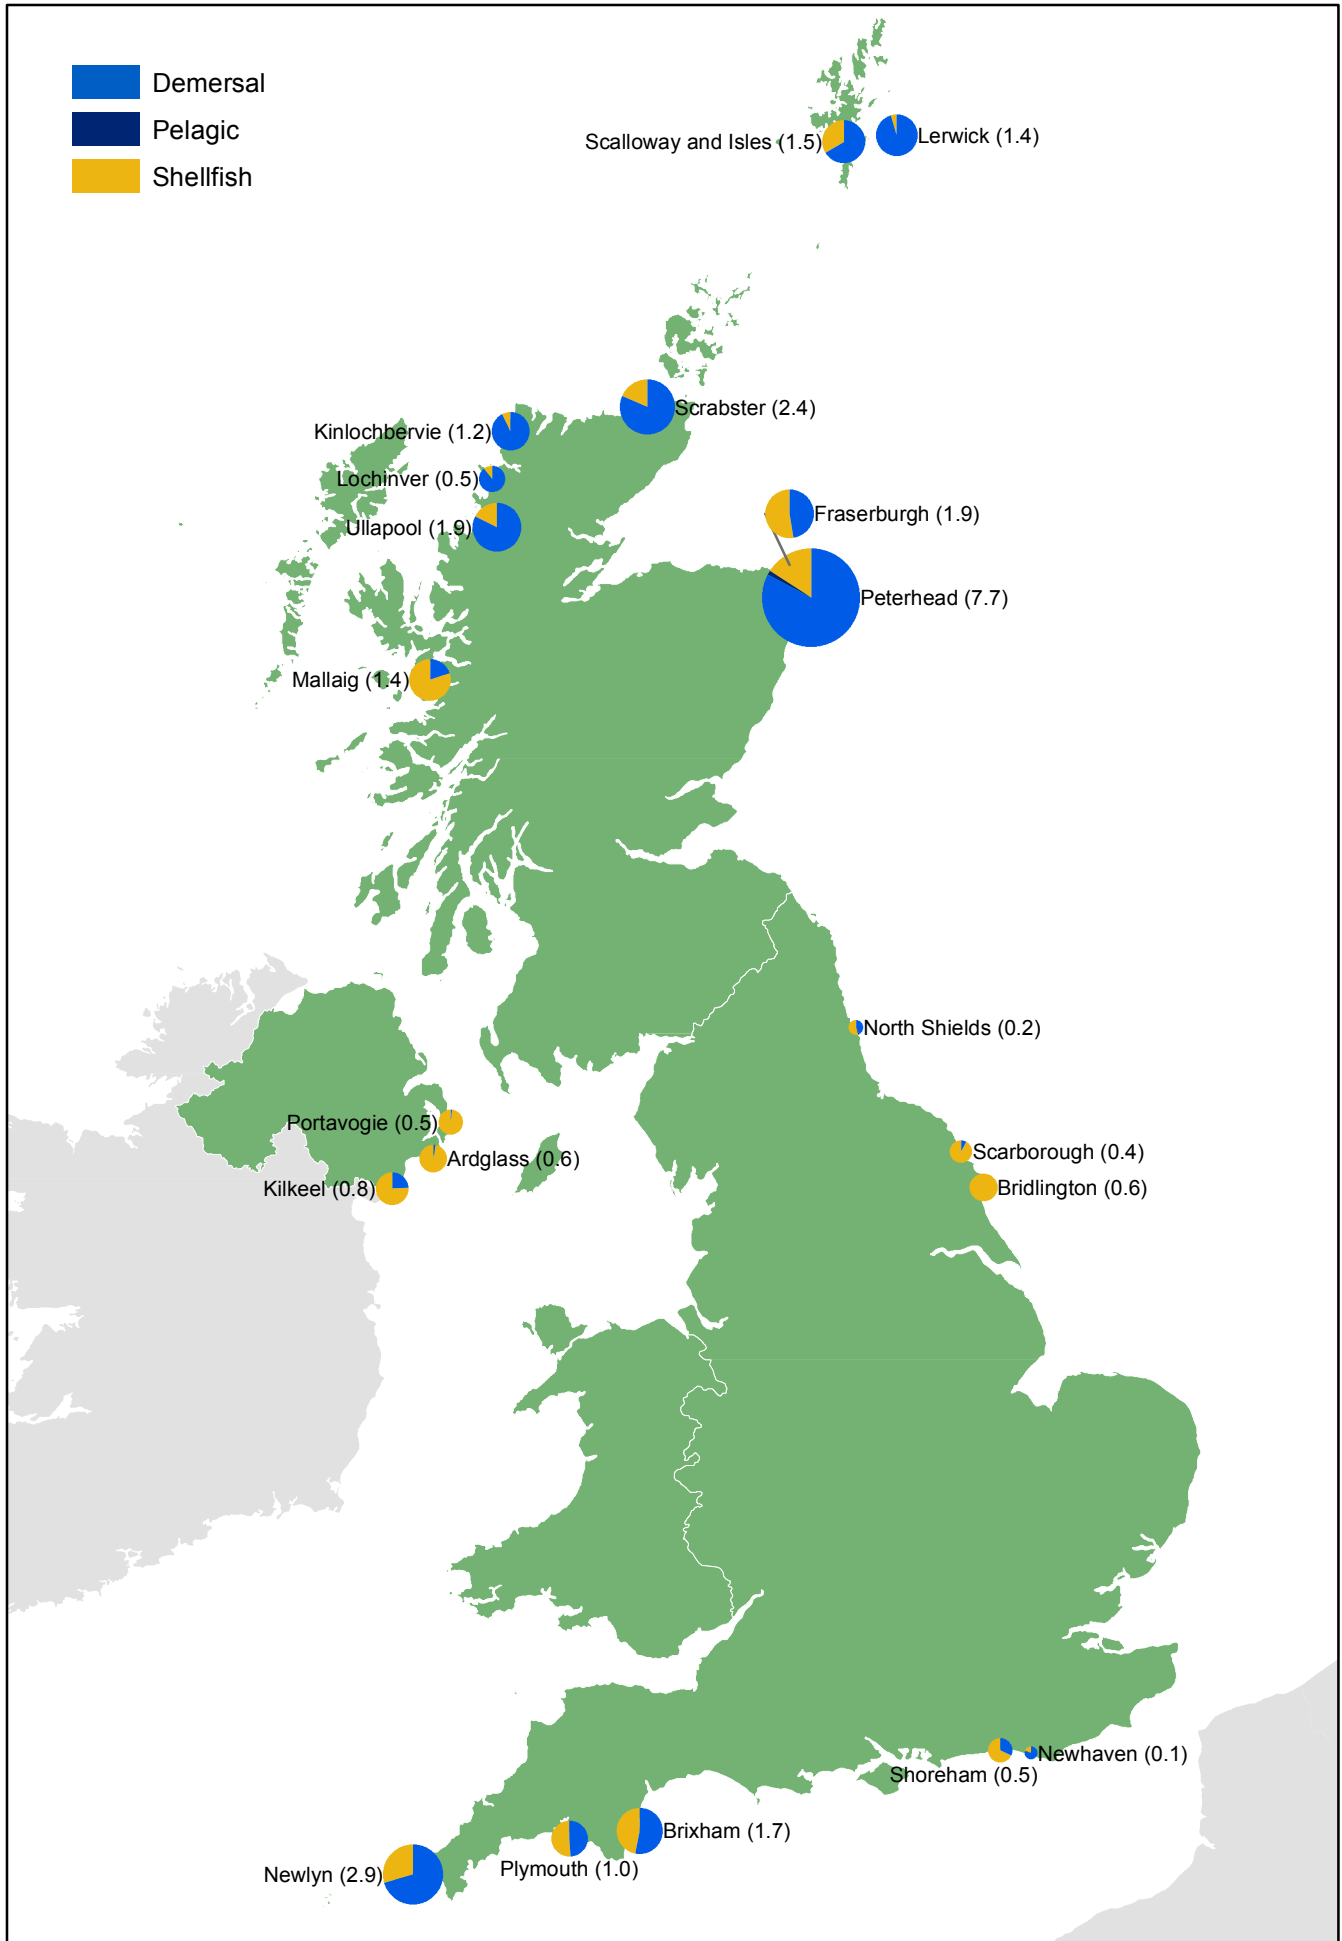 Demersal
Pelagic
Shellfish
Scalloway and Isles (1.5)
Lerwick (1.4)
Scrabster (2.4)
Kinlochbervie (1.2)
Lochinver (0.5)
Ullapool (1.9)
Fraserburgh (1.9)
Peterhead (7.7)
Mallaig (1.4)
North Shields (0.2)
Portavogie (0.5)
Ardglass (0.6)
Kilkeel (0.8)
Scarborough (0.4)
Bridlington (0.6)
Newhaven (0.1)
Shoreham (0.5)
Brixham (1.7)
Plymouth (1.0)
Newlyn (2.9)